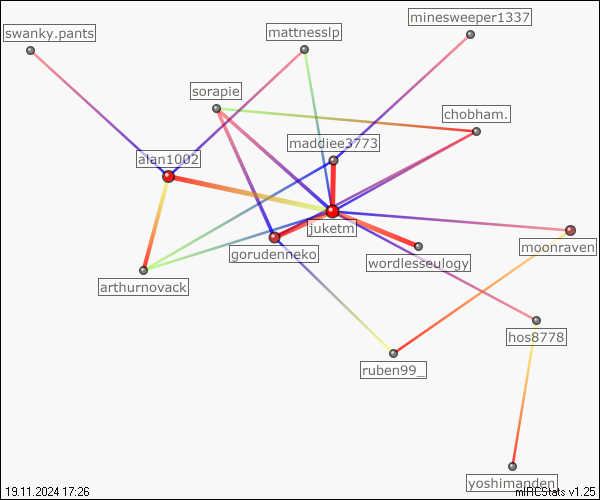 minesweeper1337
swanky.pants
mattnesslp
sorapie
chobham.
maddiee3773
alan1002
juketm
moonraven
gorudenneko
wordlesseulogy
arthurnovack
hos8778
ruben99_
yoshimanden
19.11.2024 17:26
mIRCStats v1.25